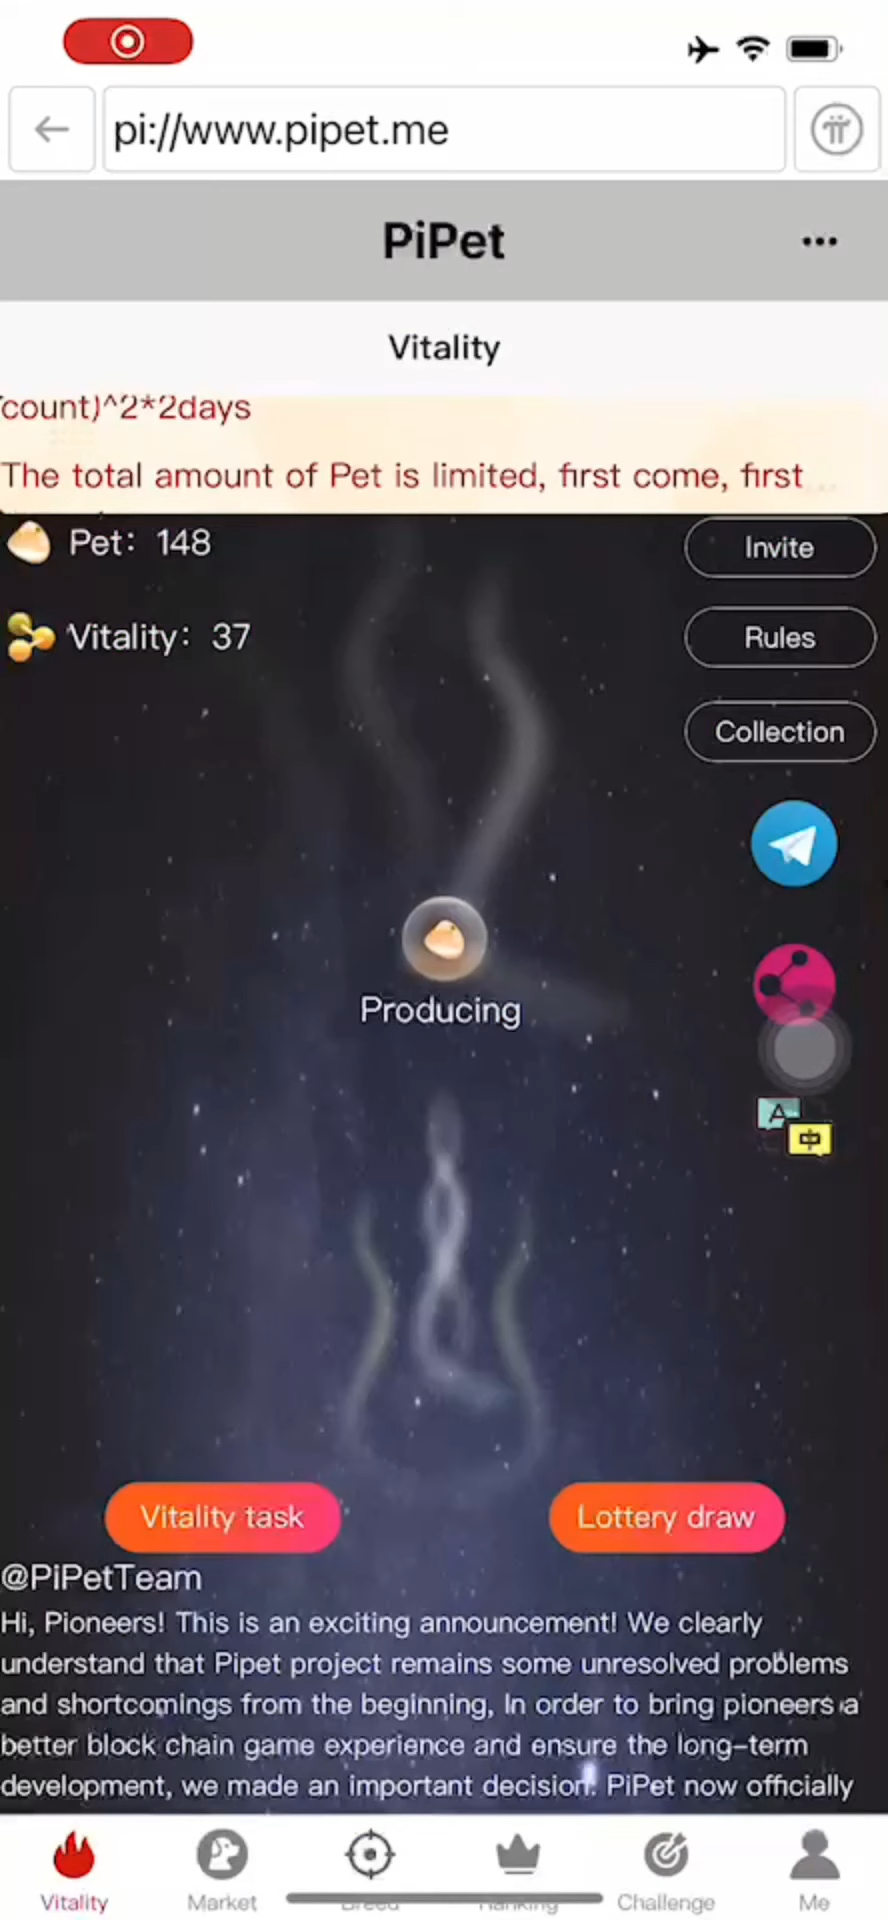 pi://www.pipet.me
PiPet
Vitality
count)^2*2days
The total amount of Pet is limited, first come, first
Pet: 148
Invite
Vitality: 37
Rules
Collection
Producing
A
中
Vitality task
Lottery draw
@PiPetTeam
Hi, Pioneers! This is an exciting announcement! We clearly
understand that Pipet project remains some unresolved problems
and shortcomings from the beginning, In order to bring pioneers a
better block chain game experience and ensure the long-term
development, we made an important decision! PiPet now officially
Vitality
Market
Breed
Ranking
Challenge
Me